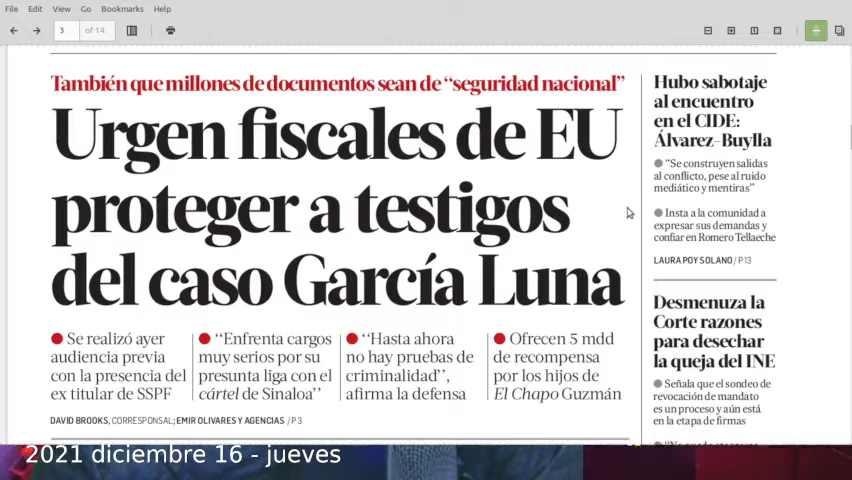 File Edit View Go Bookmarks Help
3 of 14
También que millones de documentos sean de “seguridad nacional”
Urgen fiscales de EU
proteger a testigos
del caso García Luna
● Se realizó ayer
audiencia previa
con la presencia del
ex titular de SSPF
● “Enfrenta cargos
muy serios por su
presunta liga con el
cártel de Sinaloa”
● “Hasta ahora
no hay pruebas de
criminalidad”,
afirma la defensa
● Ofrecen 5 mdd
de recompensa
por los hijos de
El Chapo Guzmán
DAVID BROOKS, CORRESPONSAL; EMIR OLIVARES Y AGENCIAS / P 3
Hubo sabotaje
al encuentro
en el CIDE:
Álvarez-Buylla
● “Se construyen salidas
al conflicto, pese al ruido
mediático y mentiras”
● Insta a la comunidad a
expresar sus demandas y
confiar en Romero Tellaeche
LAURA POY SOLANO / P 13
Desmenuza la
Corte razones
para desechar
la queja del INE
● Señala que el sondeo de
revocación de mandato
es un proceso y aún está
en la etapa de firmas
2021 diciembre 16 - jueves